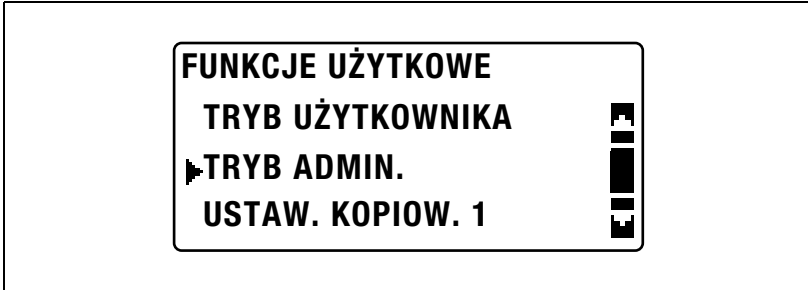 FUNKCJE UŻYTKOWE
TRYB UŻYTKOWNIKA
TRYB ADMIN.
USTAW. KOPIOW. 1